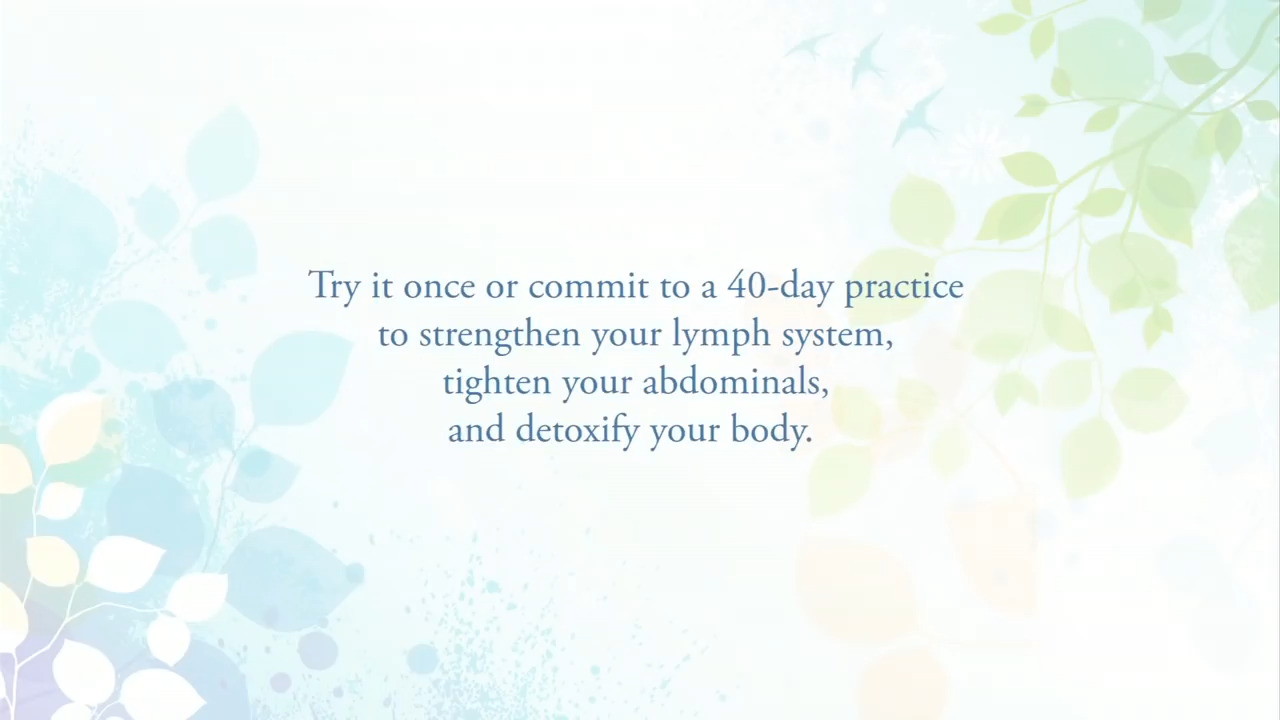 Try it once or commit to a 40-day practice
to strengthen your lymph system,
tighten your abdominals,
and detoxify your body.